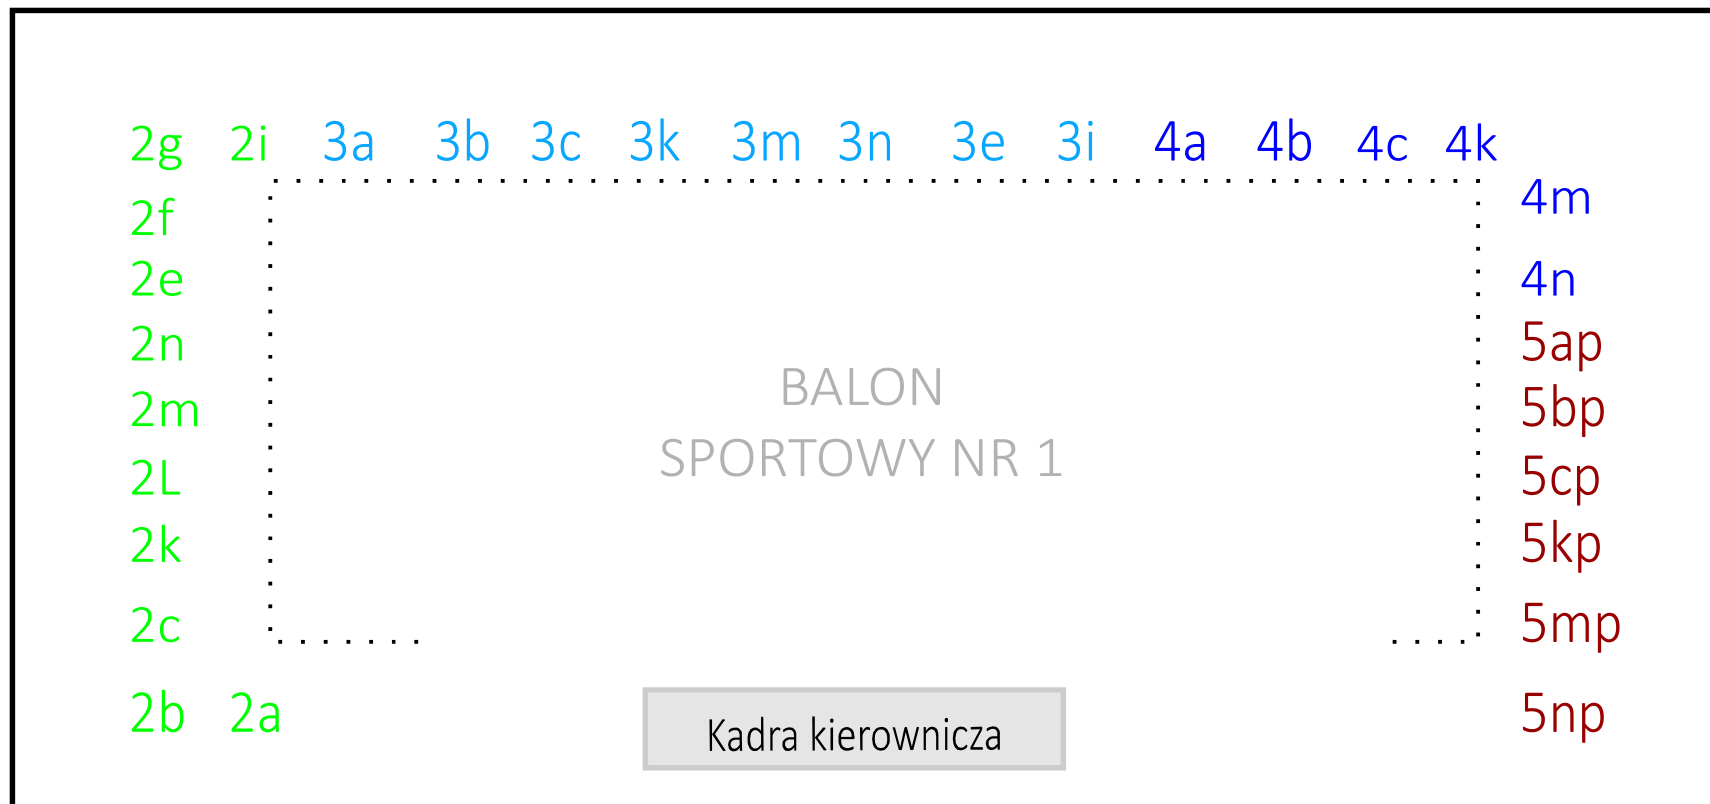 2g 2i 3a 3b 3c 3k 3m 3n 3e 3i 4a 4b 4c 4k
2f 4m
2e 4n
2n 5ap
2m 5bp
BALON
SPORTOWY NR 1
2L 5cp
2k 5kp
2c 5mp
2b 2a Kadra kierownicza 5np